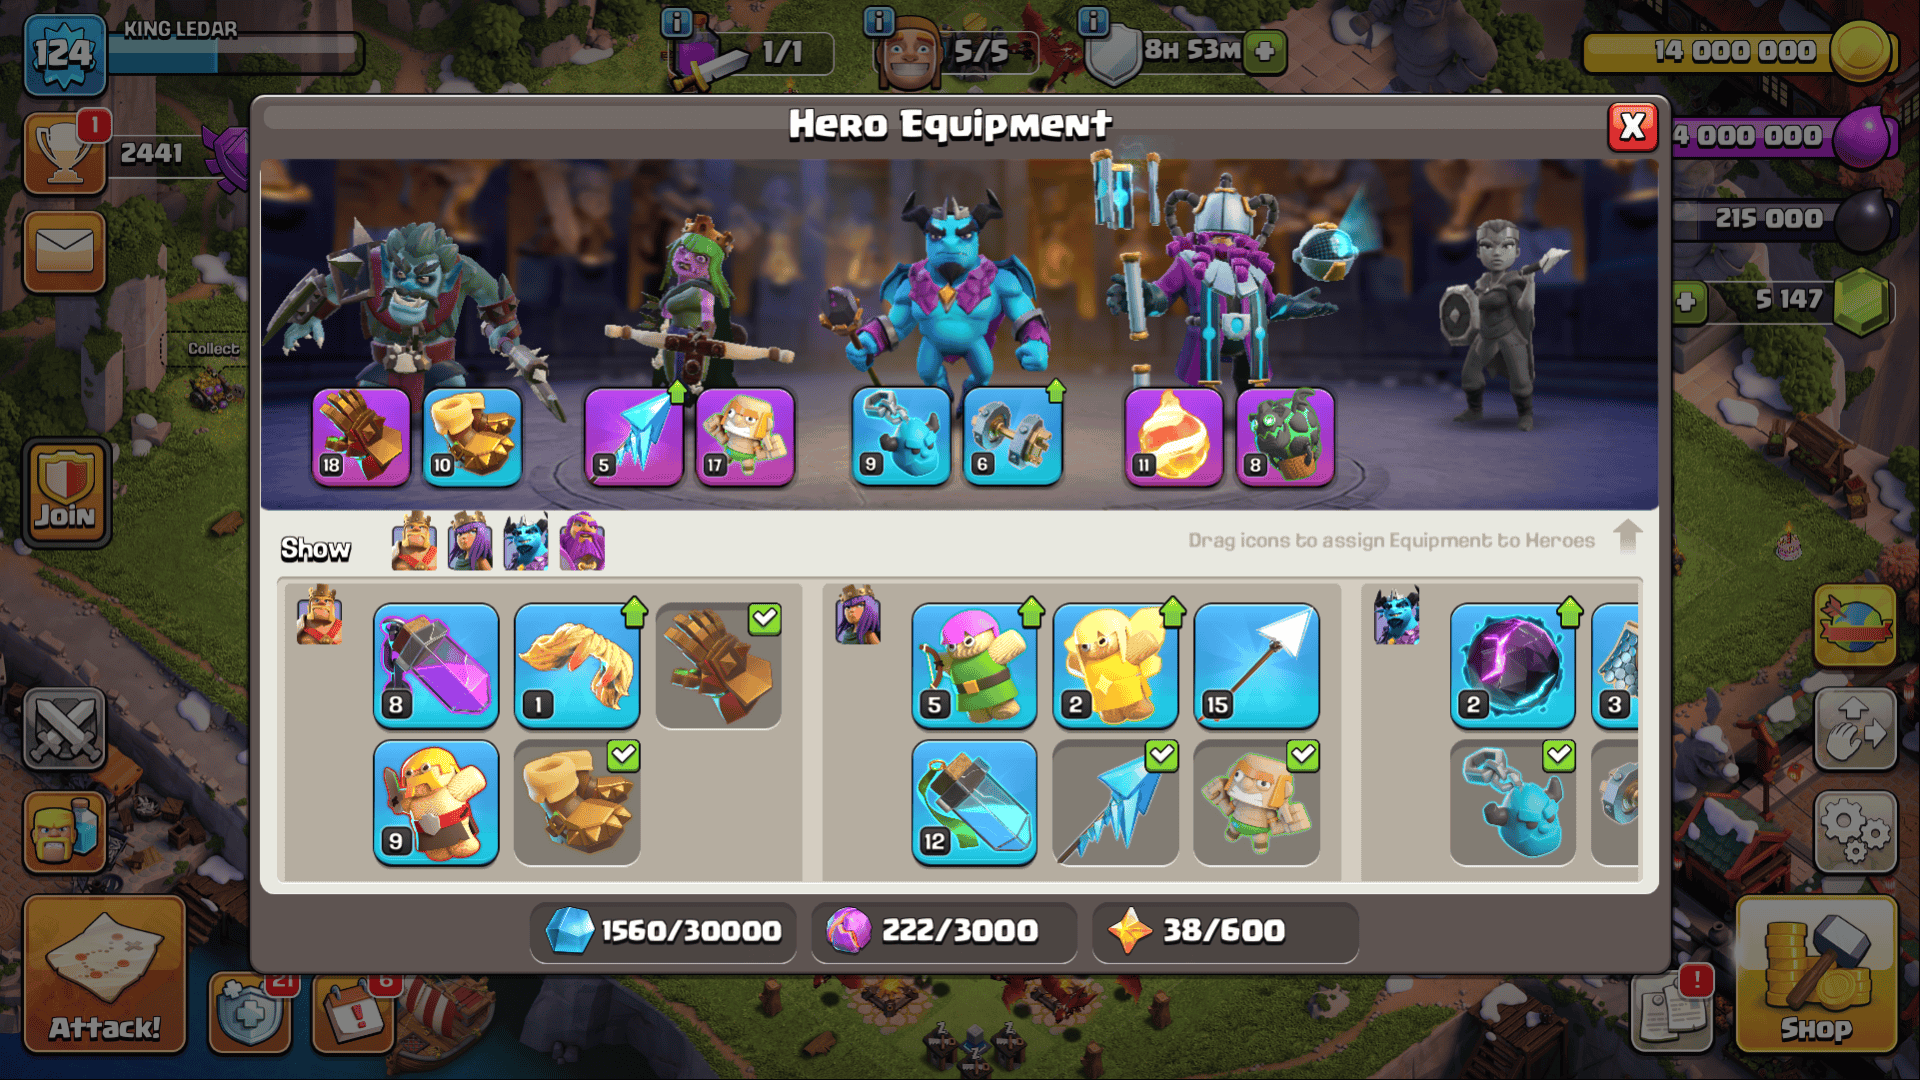 124
KING LEDAR
1/1
5/5
8H 53M
14 000 000
Hero Equipment
X
1
2441
4 000 000
215 000
5 147
Collect
18
10
5
17
9
6
11
8
Join
Show
Drag icons to assign Equipment to Heroes
8
1
5
2
15
2
3
9
12
1560/30000
222/3000
38/600
21
6
!
Attack!
Shop